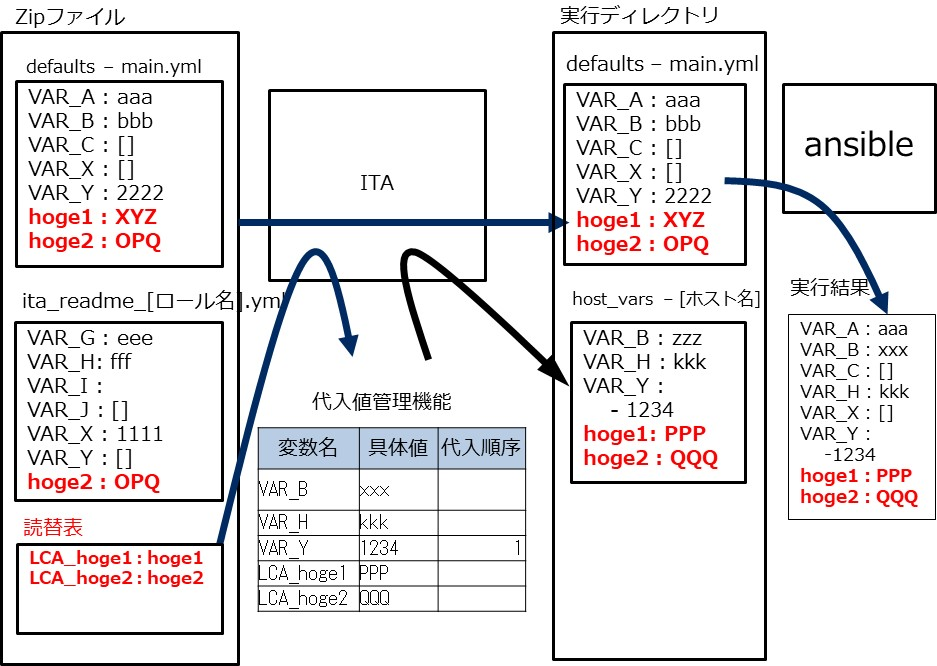 Zipファイル
defaults – main.yml
VAR_A : aaa
VAR_B : bbb
VAR_C : []
VAR_X : []
VAR_Y : 2222
hoge1 : XYZ
hoge2 : OPQ
ita_readme_[ロール名].yml
VAR_G : eee
VAR_H: fff
VAR_I :
VAR_J : []
VAR_X : 1111
VAR_Y : []
hoge2 : OPQ
読替表
LCA_hoge1 : hoge1
LCA_hoge2 : hoge2
ITA
代入値管理機能
変数名 具体値 代入順序
VAR_B xxx
VAR_H kkk
VAR_Y 1234 1
LCA_hoge1 PPP
LCA_hoge2 QQQ
実行ディレクトリ
defaults – main.yml
VAR_A : aaa
VAR_B : bbb
VAR_C : []
VAR_X : []
VAR_Y : 2222
hoge1 : XYZ
hoge2 : OPQ
host_vars – [ホスト名]
VAR_B : zzz
VAR_H : kkk
VAR_Y :
- 1234
hoge1: PPP
hoge2 : QQQ
ansible
実行結果
VAR_A : aaa
VAR_B : xxx
VAR_C : []
VAR_H : kkk
VAR_X : []
VAR_Y :
-1234
hoge1 : PPP
hoge2 : QQQ